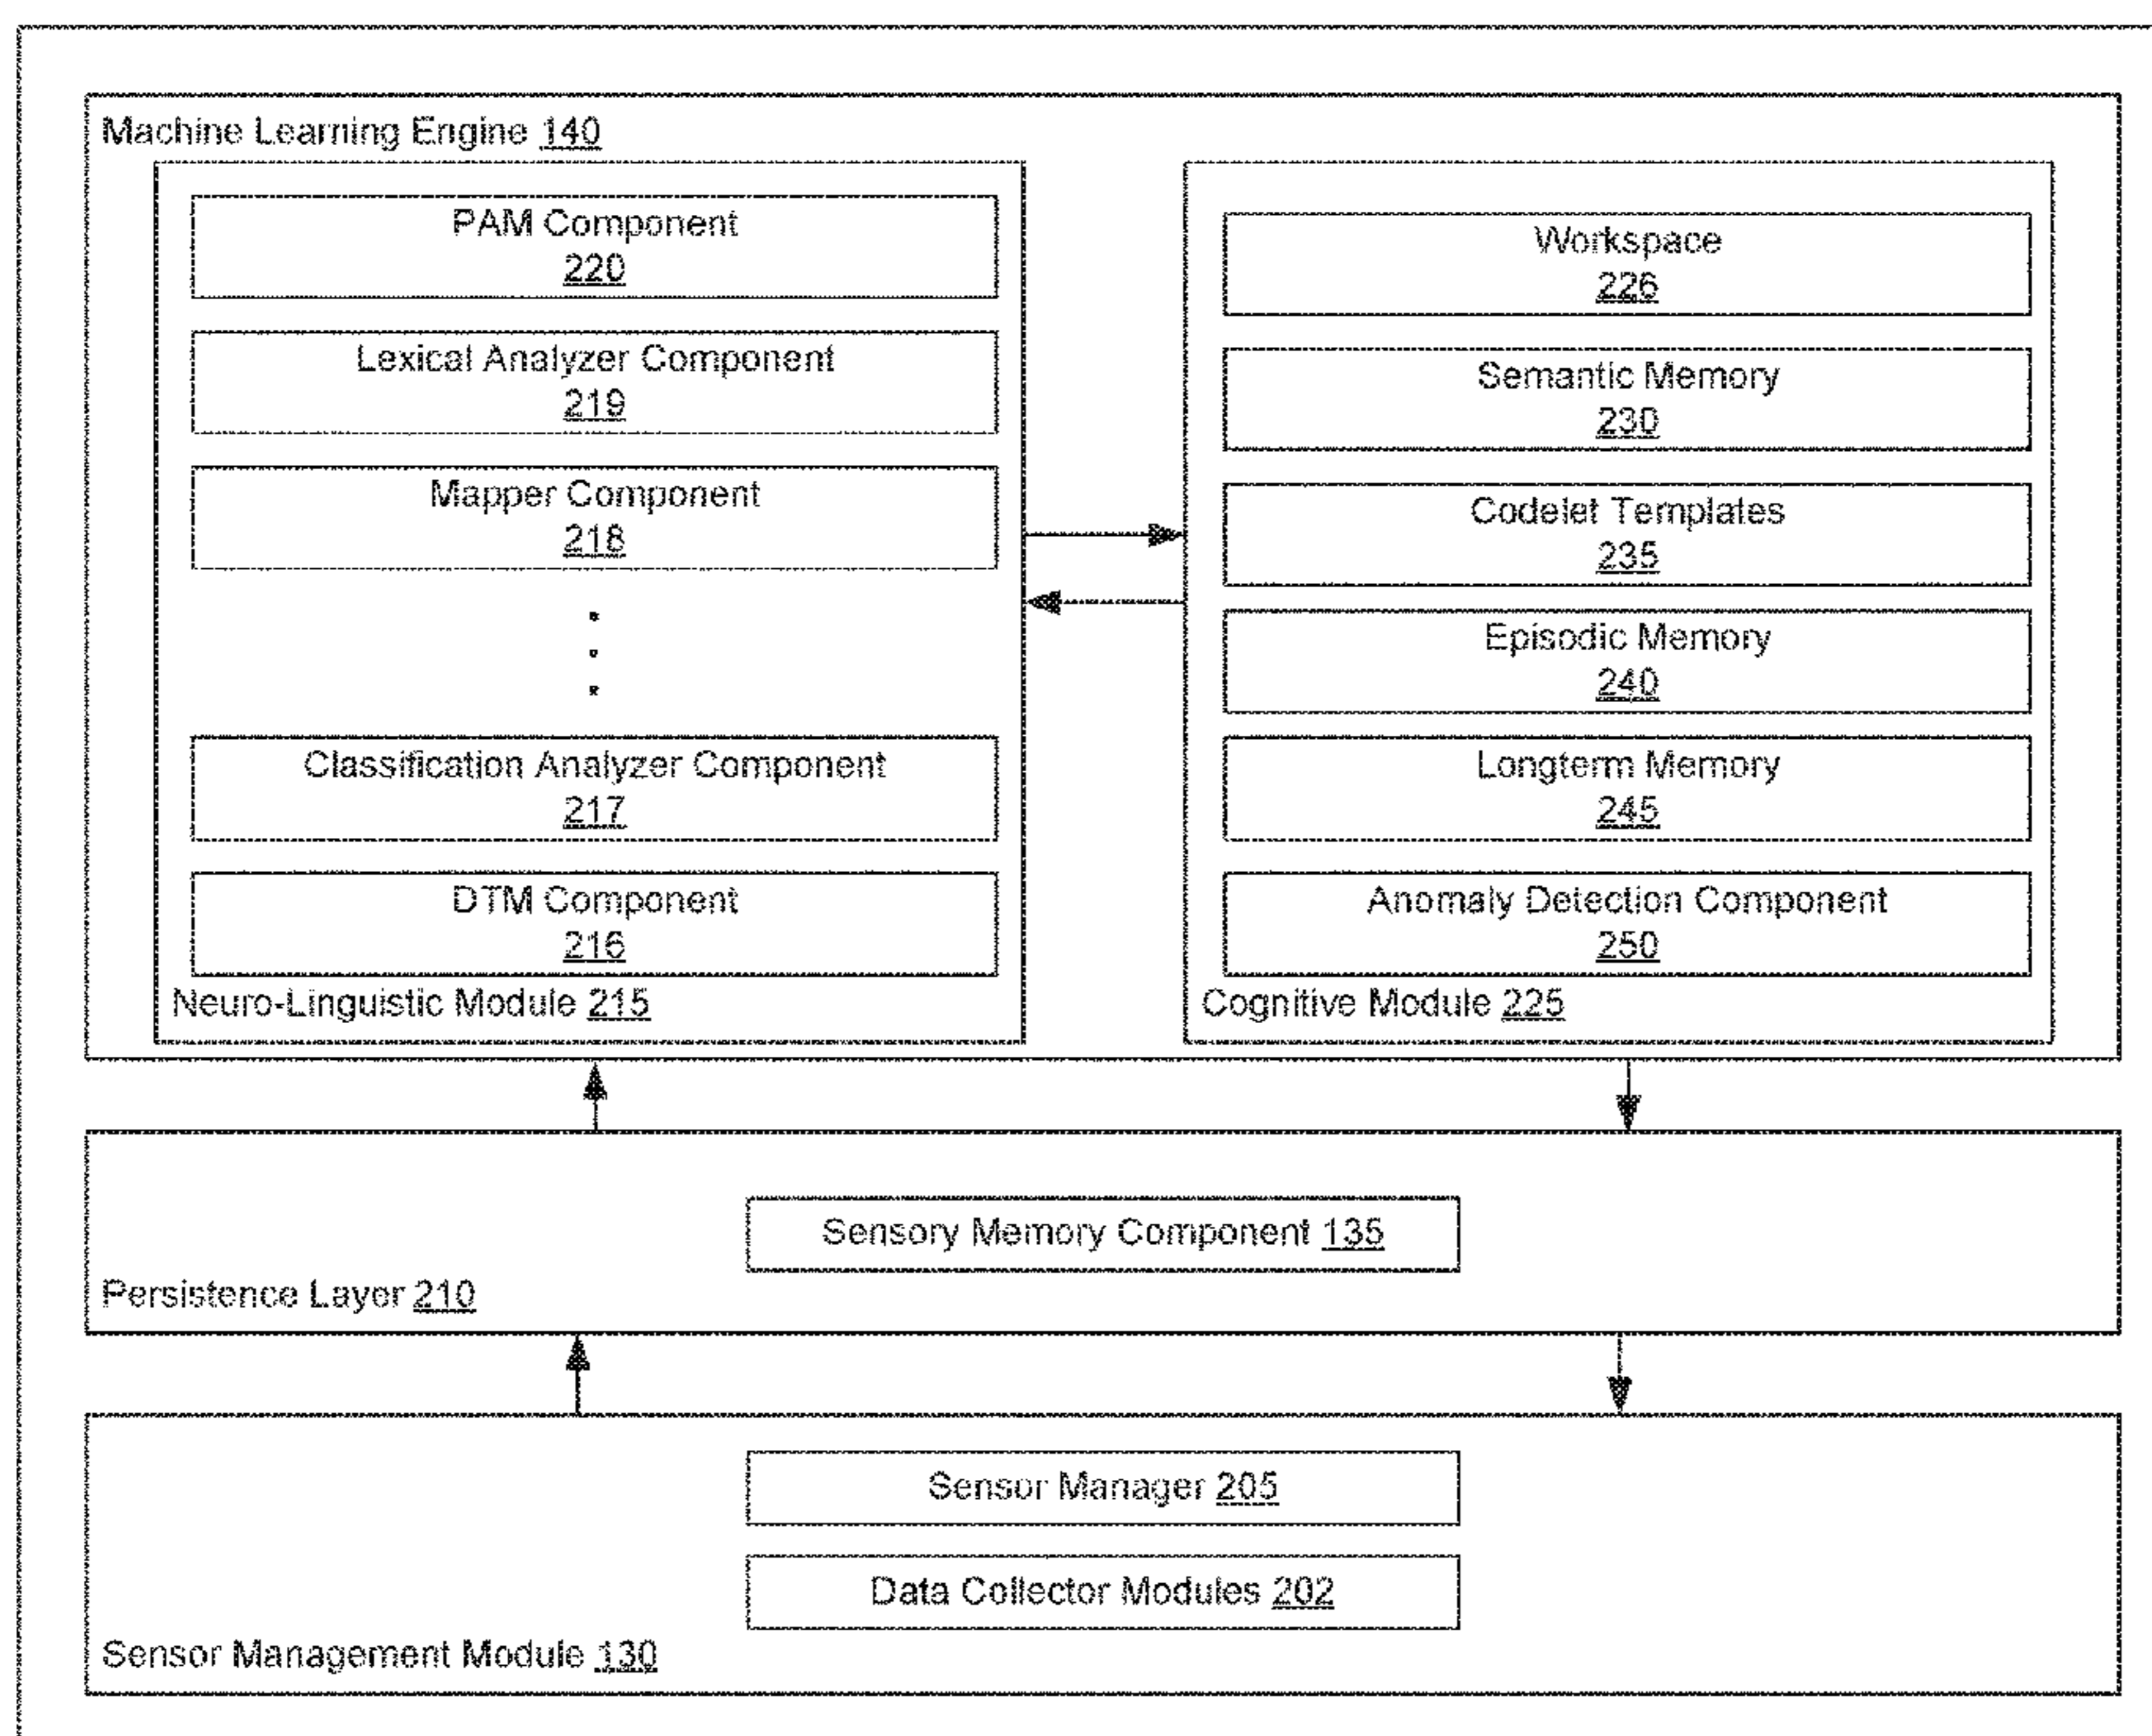 Machine Learning Engine 140
PAM Component
220
Lexical Analyzer Component
219
Mapper Component
218
Classification Analyzer Component
217
DTM Component
216
Neuro-Linguistic Module 215
Workspace
226
Semantic Memory
230
Codelet Templates
235
Episodic Memory
240
Longterm Memory
245
Anomaly Detection Component
250
Cognitive Module 225
Sensory Memory Component 135
Persistence Layer 210
Sensor Manager 205
Data Collector Modules 202
Sensor Management Module 130